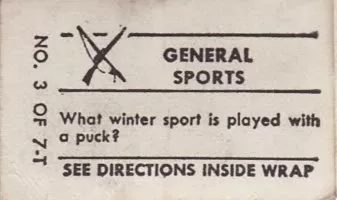 NO. 3 OF 7-T
GENERAL
SPORTS
What winter sport is played with
a puck?
SEE DIRECTIONS INSIDE WRAP